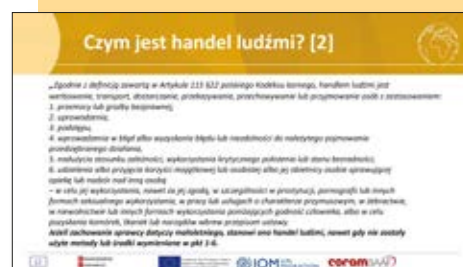 Czym jest handel ludźmi? [2]
„Zgodnie z definicją zawartą w Artykule 115 §22 polskiego Kodeksu karnego, handlem ludźmi jest
werbowanie, transport, dostarczanie, przekazywanie, przechowywanie lub przyjmowanie osób z zastosowaniem:
1. przemocy lub groźby bezprawnej,
2. uprowadzenia,
3. podstępu,
4. wprowadzenia w błąd albo wyzyskania błędu lub niezdolności do należytego pojmowania
przedsiębranego działania,
5. nadużycia stosunku zależności, wykorzystania krytycznego położenia lub stanu bezradności,
6. udzielenia albo przyjęcia korzyści majątkowej lub osobistej albo jej obietnicy osobie sprawującej
opiekę lub nadzór nad inną osobą
– w celu jej wykorzystania, nawet za jej zgodą, w szczególności w prostytucji, pornografii lub innych
formach seksualnego wykorzystania, w pracy lub usługach o charakterze przymusowym, w żebractwie,
w niewolnictwie lub innych formach wykorzystania poniżających godność człowieka, albo w celu
pozyskania komórek, tkanek lub narządów wbrew przepisom ustawy.
Jeżeli zachowanie sprawcy dotyczy małoletniego, stanowi ono handel ludźmi, nawet gdy nie zostały
użyte metody lub środki wymienione w pkt 1-6.
IOM